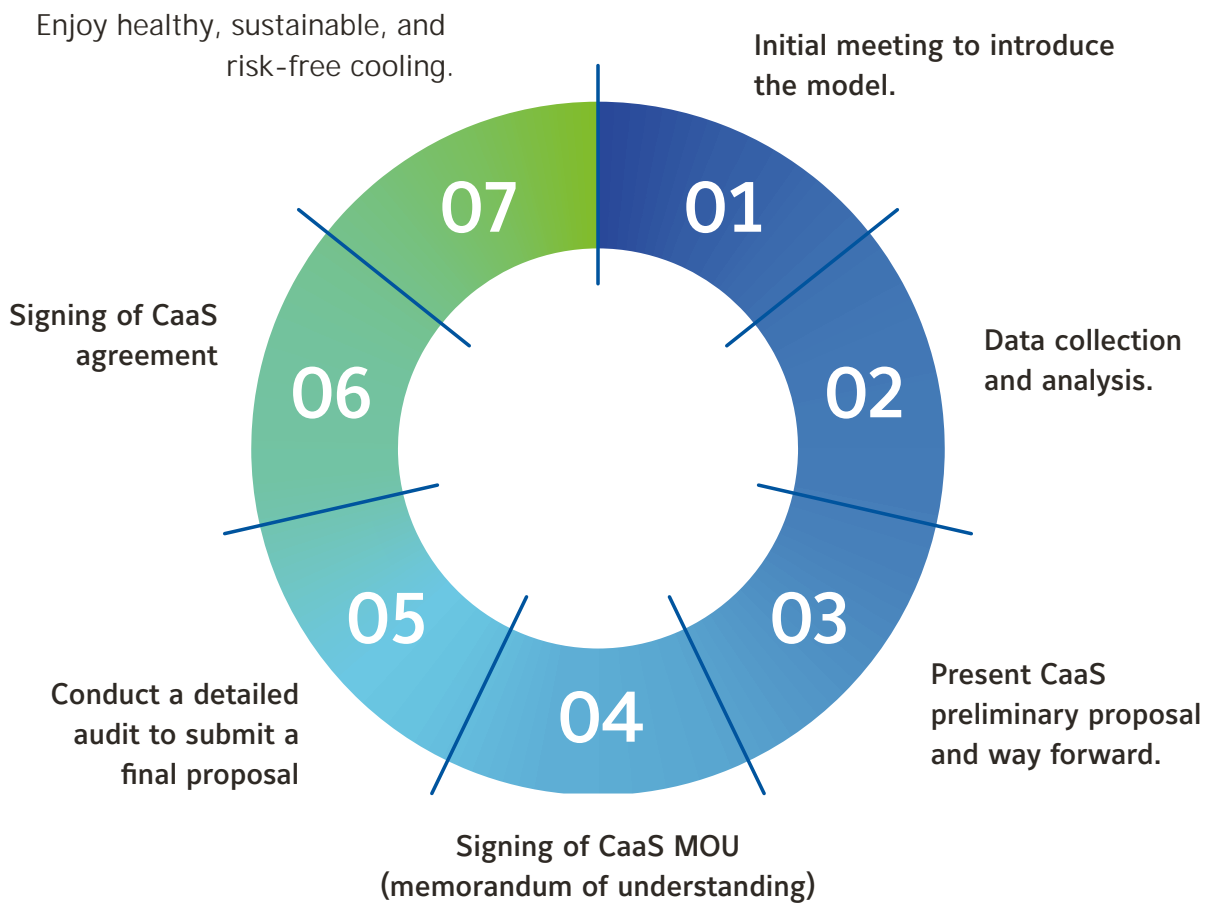 01
Initial meeting to introduce
the model.
02
Data collection
and analysis.
03
Present CaaS
preliminary proposal
and way forward.
04
Signing of CaaS MOU
(memorandum of understanding)
05
Conduct a detailed
audit to submit a
final proposal
06
Signing of CaaS
agreement
07
Enjoy healthy, sustainable, and
risk-free cooling.